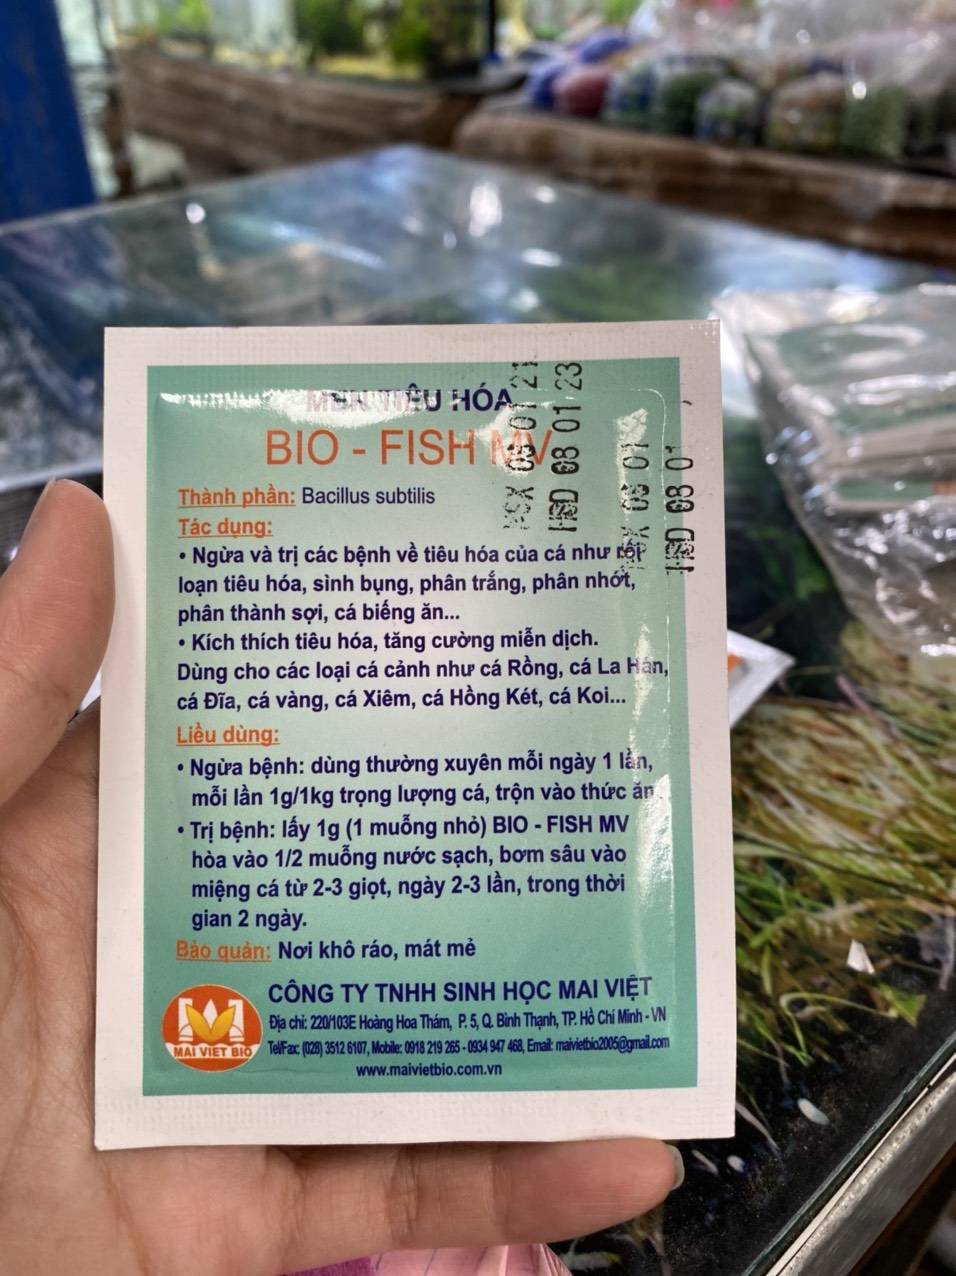 MEN TIÊU HÓA
BIO - FISH MV
Thành phần: Bacillus subtilis
Tác dụng:
• Ngừa và trị các bệnh về tiêu hóa của cá như rối
loạn tiêu hóa, sình bụng, phân trắng, phân nhớt,
phân thành sợi, cá biếng ăn...
• Kích thích tiêu hóa, tăng cường miễn dịch.
Dùng cho các loại cá cảnh như cá Rồng, cá La Hán,
cá Đĩa, cá vàng, cá Xiêm, cá Hồng Két, cá Koi...
Liều dùng:
• Ngừa bệnh: dùng thường xuyên mỗi ngày 1 lần,
mỗi lần 1g/1kg trọng lượng cá, trộn vào thức ăn.
• Trị bệnh: lấy 1g (1 muỗng nhỏ) BIO - FISH MV
hòa vào 1/2 muỗng nước sạch, bơm sâu vào
miệng cá từ 2-3 giọt, ngày 2-3 lần, trong thời
gian 2 ngày.
Bảo quản: Nơi khô ráo, mát mẻ
CÔNG TY TNHH SINH HỌC MAI VIỆT
Địa chỉ: 220/103E Hoàng Hoa Thám, P. 5, Q. Bình Thạnh, TP. Hồ Chí Minh - VN
Tel/Fax: (028) 3512 6107, Mobile: 0918 219 265 - 0934 947 468, Email: maivietbio2005@gmail.com
www.maivietbio.com.vn
MAI VIET BIO
NSX 01 21
HSD 08 01 23
NSX 01
HSD 08 01